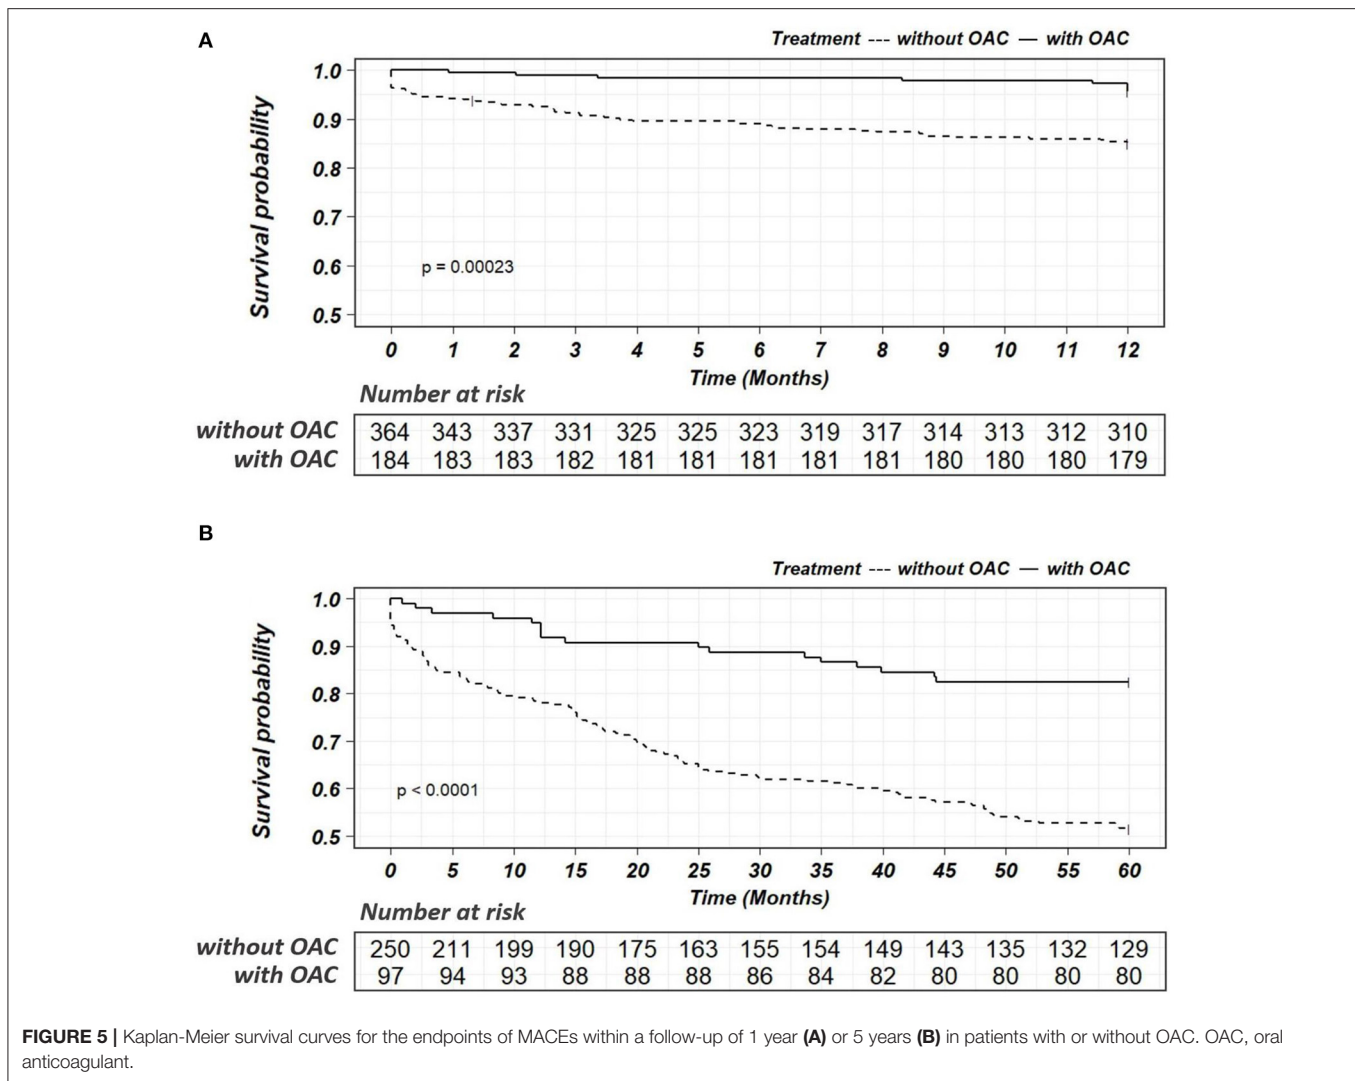 A
Treatment --- without OAC — with OAC
Survival probability
1.0
0.9
0.8
0.7
0.6
0.5
p = 0.00023
0 1 2 3 4 5 6 7 8 9 10 11 12
Time (Months)
Number at risk
without OAC 364 343 337 331 325 325 323 319 317 314 313 312 310
with OAC 184 183 183 182 181 181 181 181 181 180 180 180 179
B
Treatment --- without OAC — with OAC
Survival probability
1.0
0.9
0.8
0.7
0.6
0.5
p < 0.0001
0 5 10 15 20 25 30 35 40 45 50 55 60
Time (Months)
Number at risk
without OAC 250 211 199 190 175 163 155 154 149 143 135 132 129
with OAC 97 94 93 88 88 88 86 84 82 80 80 80 80
FIGURE 5 | Kaplan-Meier survival curves for the endpoints of MACEs within a follow-up of 1 year (A) or 5 years (B) in patients with or without OAC. OAC, oral
anticoagulant.